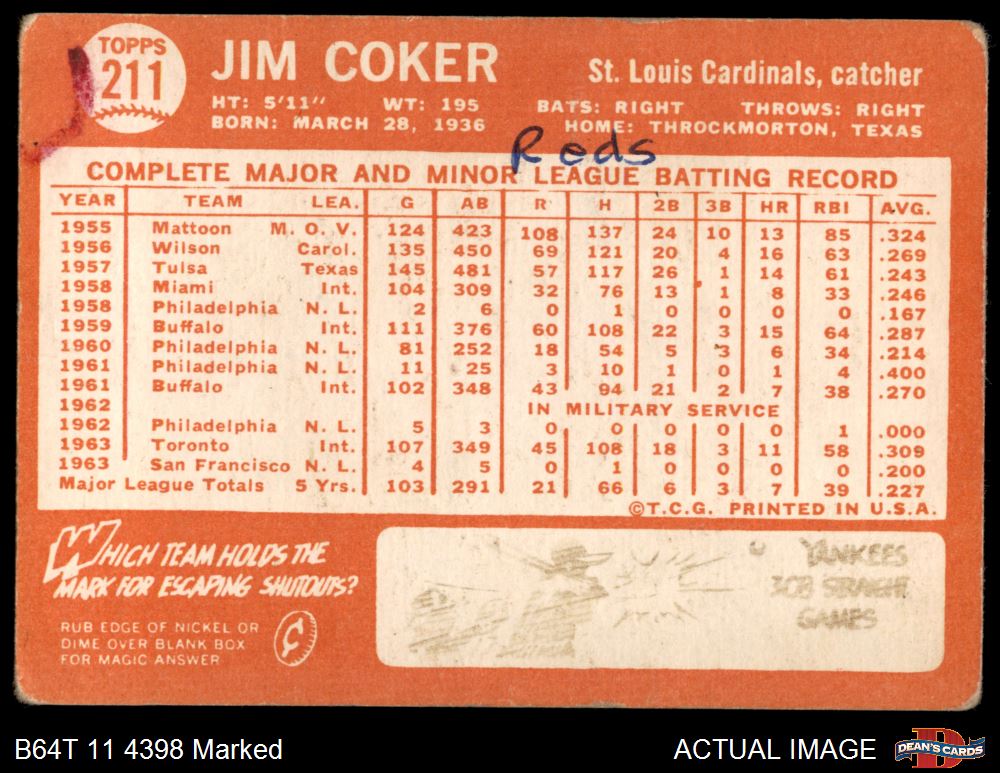 TOPPS
211
JIM COKER
St. Louis Cardinals, catcher
HT: 5'11" WT: 195 BATS: RIGHT THROWS: RIGHT
BORN: MARCH 28, 1936 HOME: THROCKMORTON, TEXAS
Reds
COMPLETE MAJOR AND MINOR LEAGUE BATTING RECORD
YEAR TEAM LEA. G AB R H 2B 3B HR RBI AVG.
1955 Mattoon M. O. V. 124 423 108 137 24 10 13 85 .324
1956 Wilson Carol. 135 450 69 121 20 4 16 63 .269
1957 Tulsa Texas 145 481 57 117 26 1 14 61 .243
1958 Miami Int. 104 309 32 76 13 1 8 33 .246
1958 Philadelphia N. L. 2 6 0 1 0 0 0 0 .167
1959 Buffalo Int. 111 376 60 108 22 3 15 64 .287
1960 Philadelphia N. L. 81 252 18 54 5 3 6 34 .214
1961 Philadelphia N. L. 11 25 3 10 1 0 1 4 .400
1961 Buffalo Int. 102 348 43 94 21 2 7 38 .270
1962 IN MILITARY SERVICE
1962 Philadelphia N. L. 5 3 0 0 0 0 0 1 .000
1963 Toronto Int. 107 349 45 108 18 3 11 58 .309
1963 San Francisco N. L. 4 5 0 1 0 0 0 0 .200
Major League Totals 5 Yrs. 103 291 21 66 6 3 7 39 .227
©T.C.G. PRINTED IN U.S.A.
WHICH TEAM HOLDS THE
MARK FOR ESCAPING SHUTOUTS?
RUB EDGE OF NICKEL OR
DIME OVER BLANK BOX
FOR MAGIC ANSWER
¢
YANKEES
308 STRAIGHT
GAMES
B64T 11 4398 Marked
ACTUAL IMAGE
D
DEAN'S CARDS